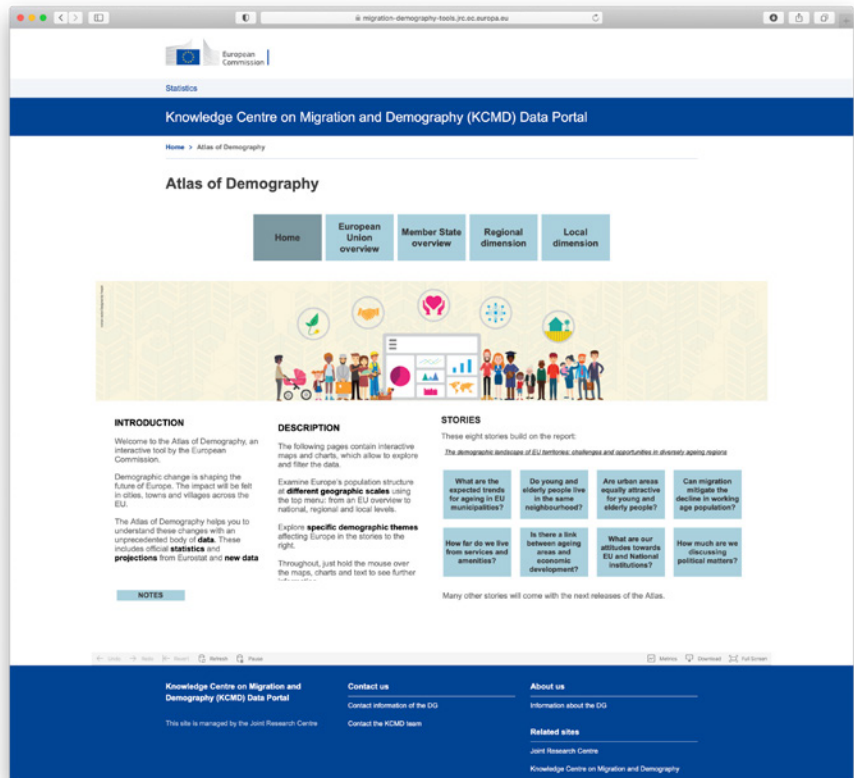 migration-demography-tools.jrc.ec.europa.eu
European
Commission
Statistics
Knowledge Centre on Migration and Demography (KCMD) Data Portal
Home > Atlas of Demography
Atlas of Demography
Home
European
Union
overview
Member State
overview
Regional
dimension
Local
dimension
INTRODUCTION
Welcome to the Atlas of Demography, an
interactive tool by the European
Commission.
Demographic change is shaping the
future of Europe. The impact will be felt
in cities, towns and villages across the
EU.
The Atlas of Demography helps you to
understand these changes with an
unprecedented body of data. These
includes official statistics and
projections from Eurostat and new data
NOTES
DESCRIPTION
The following pages contain interactive
maps and charts, which allow to explore
and filter the data.
Examine Europe's population structure
at different geographic scales using
the top menu: from an EU overview to
national, regional and local levels.
Explore specific demographic themes
affecting Europe in the stories to the
right.
Throughout, just hold the mouse over
the maps, charts and text to see further
information.
STORIES
These eight stories build on the report:
The demographic landscape of EU territories: challenges and opportunities in diversely ageing regions
What are the
expected trends
for ageing in EU
municipalities?
Do young and
elderly people live
in the same
neighbourhood?
Are urban areas
equally attractive
for young and
elderly people?
Can migration
mitigate the
decline in working
age population?
How far do we live
from services and
amenities?
Is there a link
between ageing
areas and
economic
development?
What are our
attitudes towards
EU and National
institutions?
How much are we
discussing
political matters?
Many other stories will come with the next releases of the Atlas.
Undo Redo Revert Refresh Pause
Metrics Download Full Screen
Knowledge Centre on Migration and
Demography (KCMD) Data Portal
This site is managed by the Joint Research Centre
Contact us
Contact information of the DG
Contact the KCMD team
About us
Information about the DG
Related sites
Joint Research Centre
Knowledge Centre on Migration and Demography